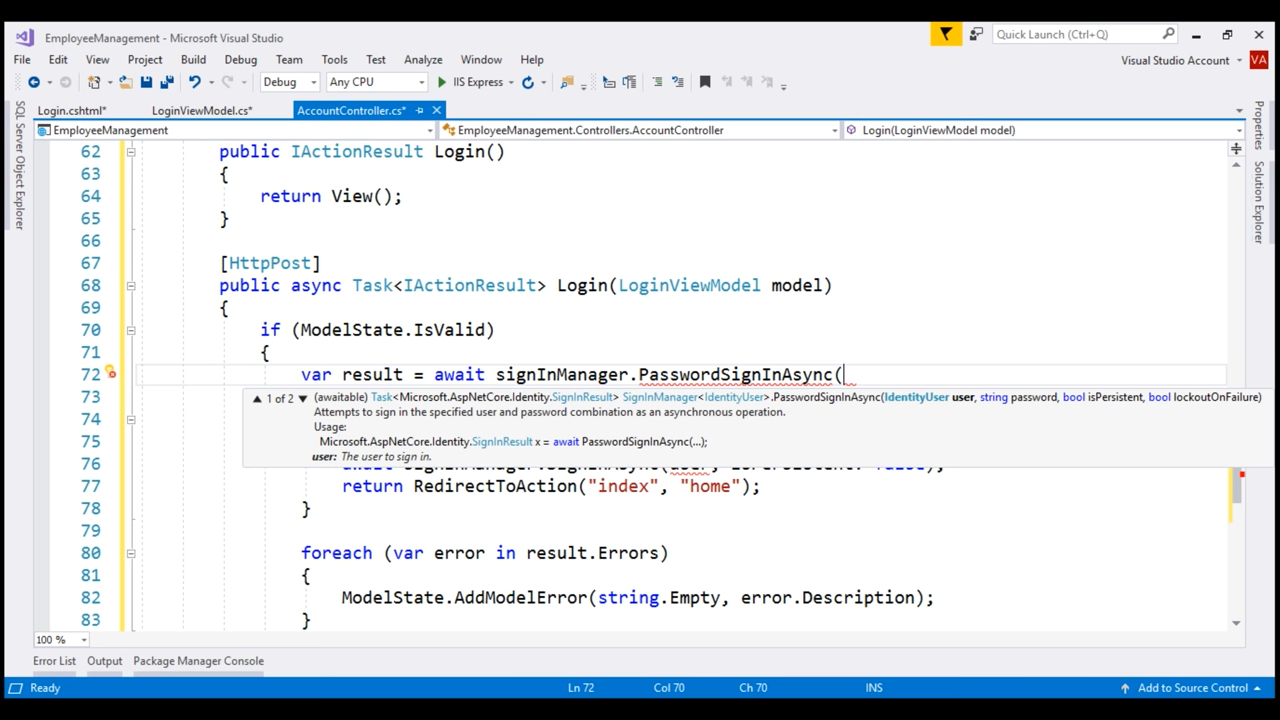 EmployeeManagement - Microsoft Visual Studio
Quick Launch (Ctrl+Q)
File Edit View Project Build Debug Team Tools Test Analyze Window Help
Visual Studio Account VA
Debug Any CPU IIS Express
Login.cshtml* LoginViewModel.cs* AccountController.cs*
EmployeeManagement EmployeeManagement.Controllers.AccountController Login(LoginViewModel model)
SQL Server Object Explorer
Properties
Solution Explorer
62 public IActionResult Login()
63 {
64 return View();
65 }
66
67 [HttpPost]
68 public async Task<IActionResult> Login(LoginViewModel model)
69 {
70 if (ModelState.IsValid)
71 {
72 var result = await signInManager.PasswordSignInAsync(
73
1 of 2 (awaitable) Task<Microsoft.AspNetCore.Identity.SignInResult> SignInManager<IdentityUser>.PasswordSignInAsync(IdentityUser user, string password, bool isPersistent, bool lockoutOnFailure)
Attempts to sign in the specified user and password combination as an asynchronous operation.
74
Usage:
75
Microsoft.AspNetCore.Identity.SignInResult x = await PasswordSignInAsync(...);
user: The user to sign in.
76 await signInManager.SignInAsync(user, isPersistent: false);
77 return RedirectToAction("index", "home");
78 }
79
80 foreach (var error in result.Errors)
81 {
82 ModelState.AddModelError(string.Empty, error.Description);
83 }
100 %
Error List Output Package Manager Console
Ready Ln 72 Col 70 Ch 70 INS Add to Source Control